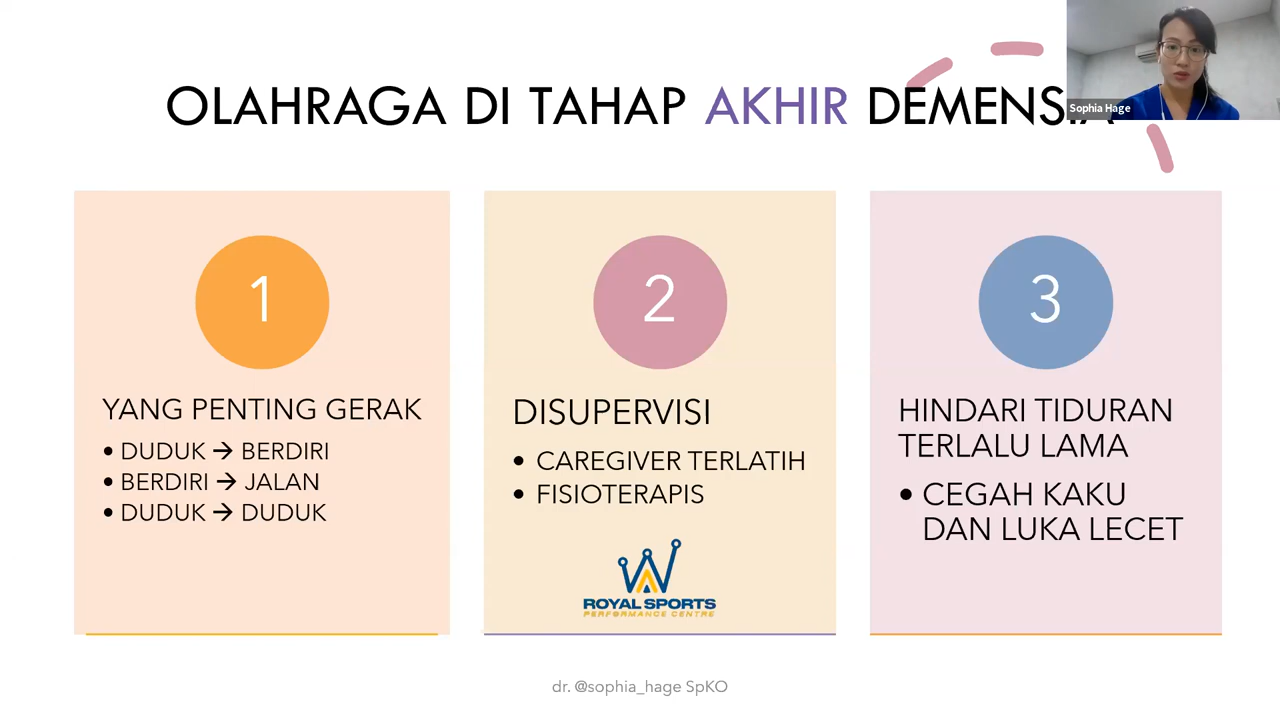 OLAHRAGA DI TAHAP AKHIR DEMENSIA
Sophia Hage
1
YANG PENTING GERAK
• DUDUK → BERDIRI
• BERDIRI → JALAN
• DUDUK → DUDUK
2
DISUPERVISI
• CAREGIVER TERLATIH
• FISIOTERAPIS
ROYAL SPORTS
PERFORMANCE CENTRE
3
HINDARI TIDURAN
TERLALU LAMA
• CEGAH KAKU
DAN LUKA LECET
dr. @sophia_hage SpKO